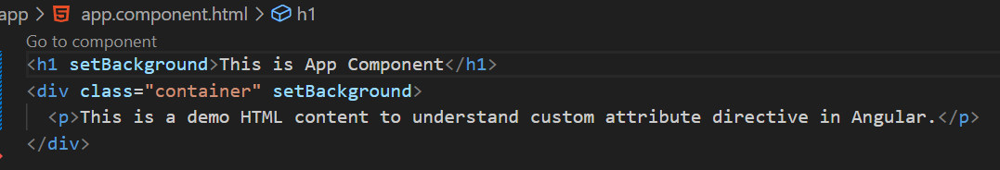 app > app.component.html > h1
Go to component
<h1 setBackground>This is App Component</h1>
<div class="container" setBackground>
<p>This is a demo HTML content to understand custom attribute directive in Angular.</p>
</div>